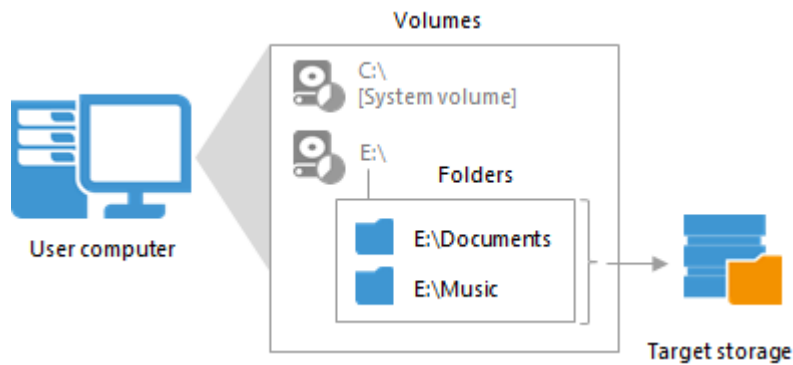 Volumes
C:\
[System volume]
E:\
Folders
E:\Documents
E:\Music
User computer
Target storage